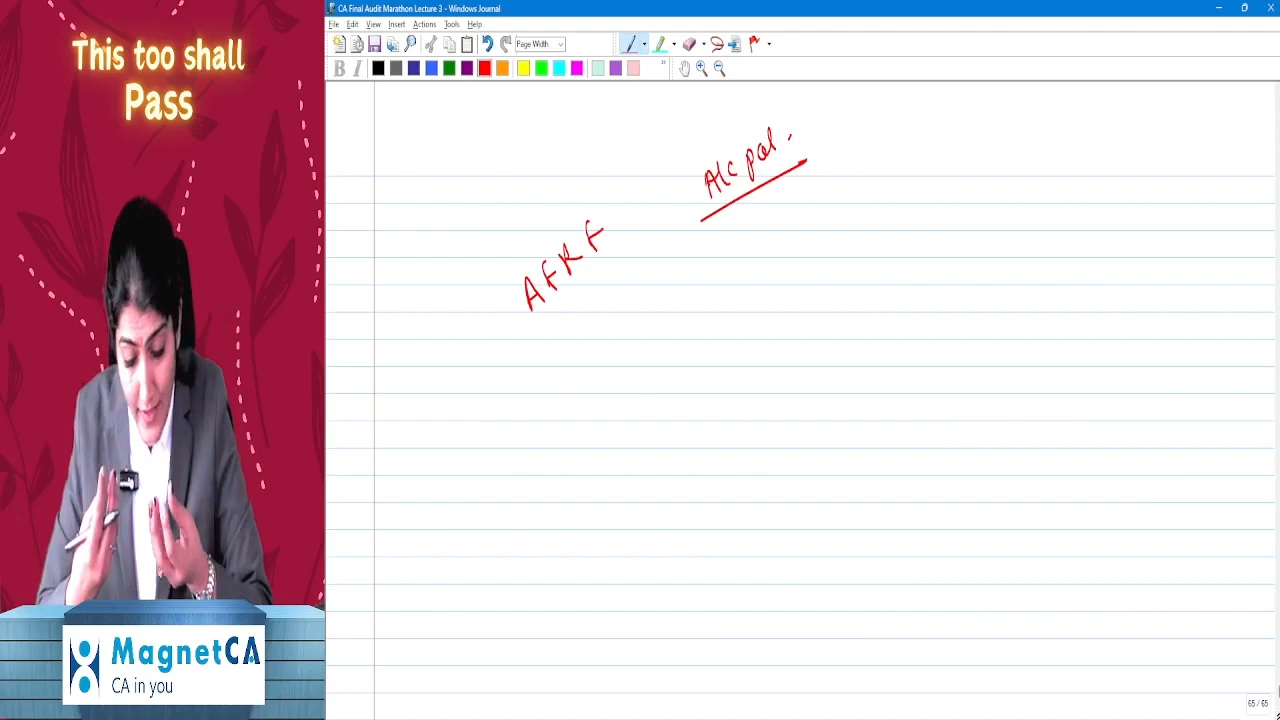 This too shall
Pass
CA Final Audit Marathon Lecture 3 - Windows Journal
File Edit View Insert Actions Tools Help
Page Width
B I
A/c pol.
AFRF
MagnetCA
CA in you
65 / 65